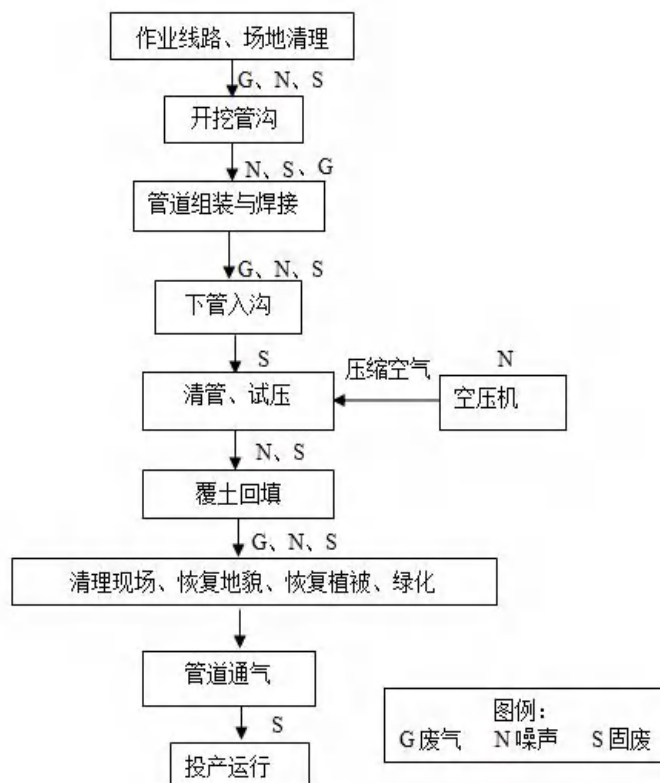 作业线路、场地清理
G、N、S
开挖管沟
N、S、G
管道组装与焊接
G、N、S
下管入沟
S
压缩空气
N
清管、试压
空压机
N、S
覆土回填
G、N、S
清理现场、恢复地貌、恢复植被、绿化
管道通气
S
投产运行
图例：
G废气 N噪声 S固废